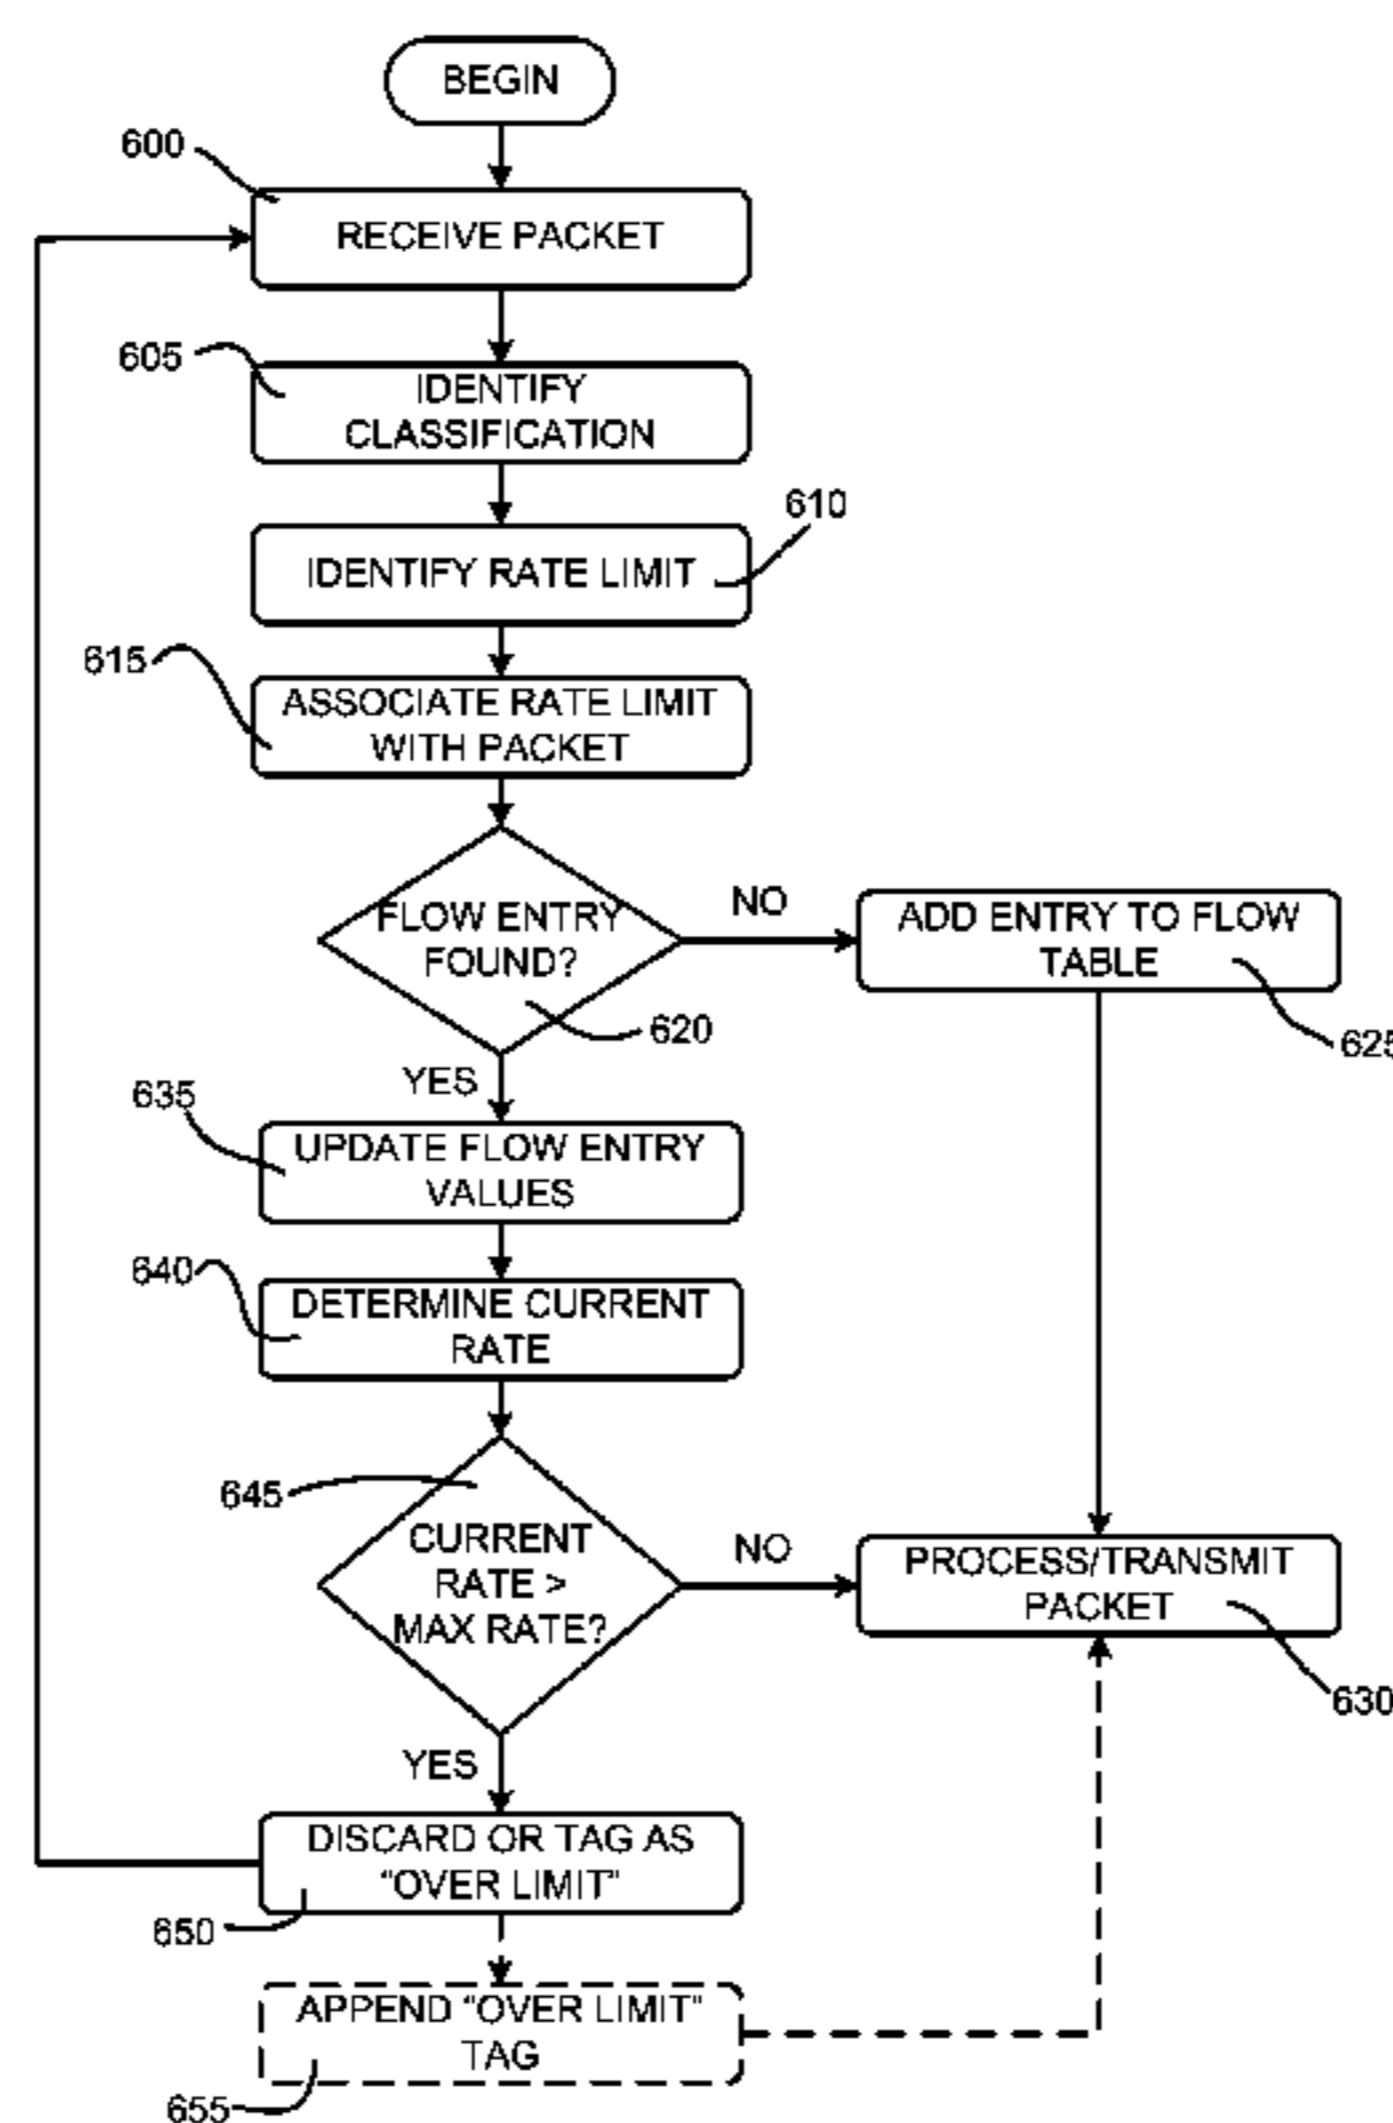 BEGIN
600
RECEIVE PACKET
605
IDENTIFY
CLASSIFICATION
610
IDENTIFY RATE LIMIT
615
ASSOCIATE RATE LIMIT
WITH PACKET
FLOW ENTRY
FOUND?
620
NO
ADD ENTRY TO FLOW
TABLE
625
YES
635
UPDATE FLOW ENTRY
VALUES
640
DETERMINE CURRENT
RATE
645
CURRENT
RATE >
MAX RATE?
NO
PROCESS/TRANSMIT
PACKET
630
YES
DISCARD OR TAG AS
"OVER LIMIT"
650
APPEND "OVER LIMIT"
TAG
655